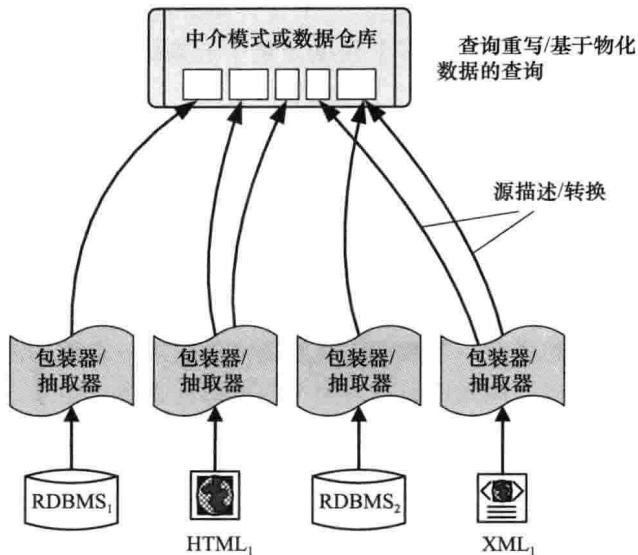 中介模式或数据仓库
查询重写/基于物化
数据的查询
源描述/转换
包装器/
抽取器
包装器/
抽取器
包装器/
抽取器
包装器/
抽取器
RDBMS₁
HTML₁
RDBMS₂
XML₁